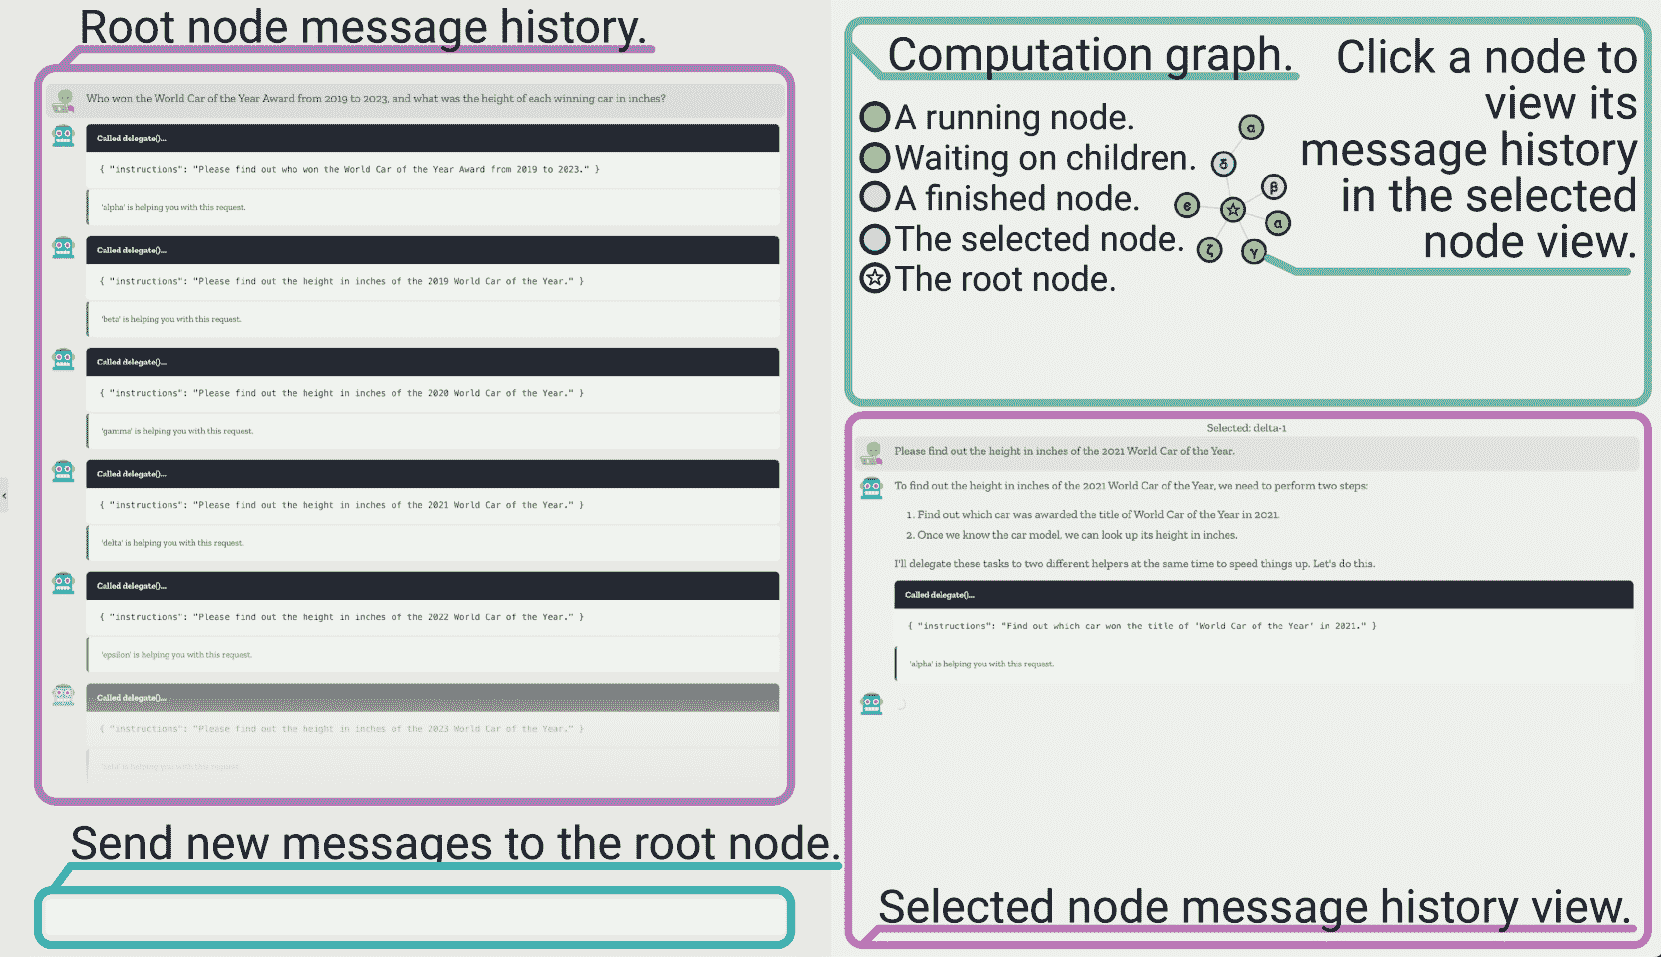 Root node message history.
Who won the World Car of the Year Award from 2019 to 2023, and what was the height of each winning car in inches?
Called delegate()...
{ "instructions": "Please find out who won the World Car of the Year Award from 2019 to 2023." }
'alpha' is helping you with this request.
Called delegate()...
{ "instructions": "Please find out the height in inches of the 2019 World Car of the Year." }
'beta' is helping you with this request.
Called delegate()...
{ "instructions": "Please find out the height in inches of the 2020 World Car of the Year." }
'gamma' is helping you with this request.
Called delegate()...
{ "instructions": "Please find out the height in inches of the 2021 World Car of the Year." }
'delta' is helping you with this request.
Called delegate()...
{ "instructions": "Please find out the height in inches of the 2022 World Car of the Year." }
'epsilon' is helping you with this request.
Called delegate()...
{ "instructions": "Please find out the height in inches of the 2023 World Car of the Year." }
is helping you with this request.
Send new messages to the root node.
Computation graph.
A running node.
Waiting on children.
A finished node.
The selected node.
The root node.
α
δ
β
e
α
ζ
γ
Click a node to
view its
message history
in the selected
node view.
Selected: delta-1
Please find out the height in inches of the 2021 World Car of the Year.
To find out the height in inches of the 2021 World Car of the Year, we need to perform two steps:
1. Find out which car was awarded the title of World Car of the Year in 2021.
2. Once we know the car model, we can look up its height in inches.
I'll delegate these tasks to two different helpers at the same time to speed things up. Let's do this.
Called delegate()...
{ "instructions": "Find out which car won the title of 'World Car of the Year' in 2021." }
'alpha' is helping you with this request.
Selected node message history view.